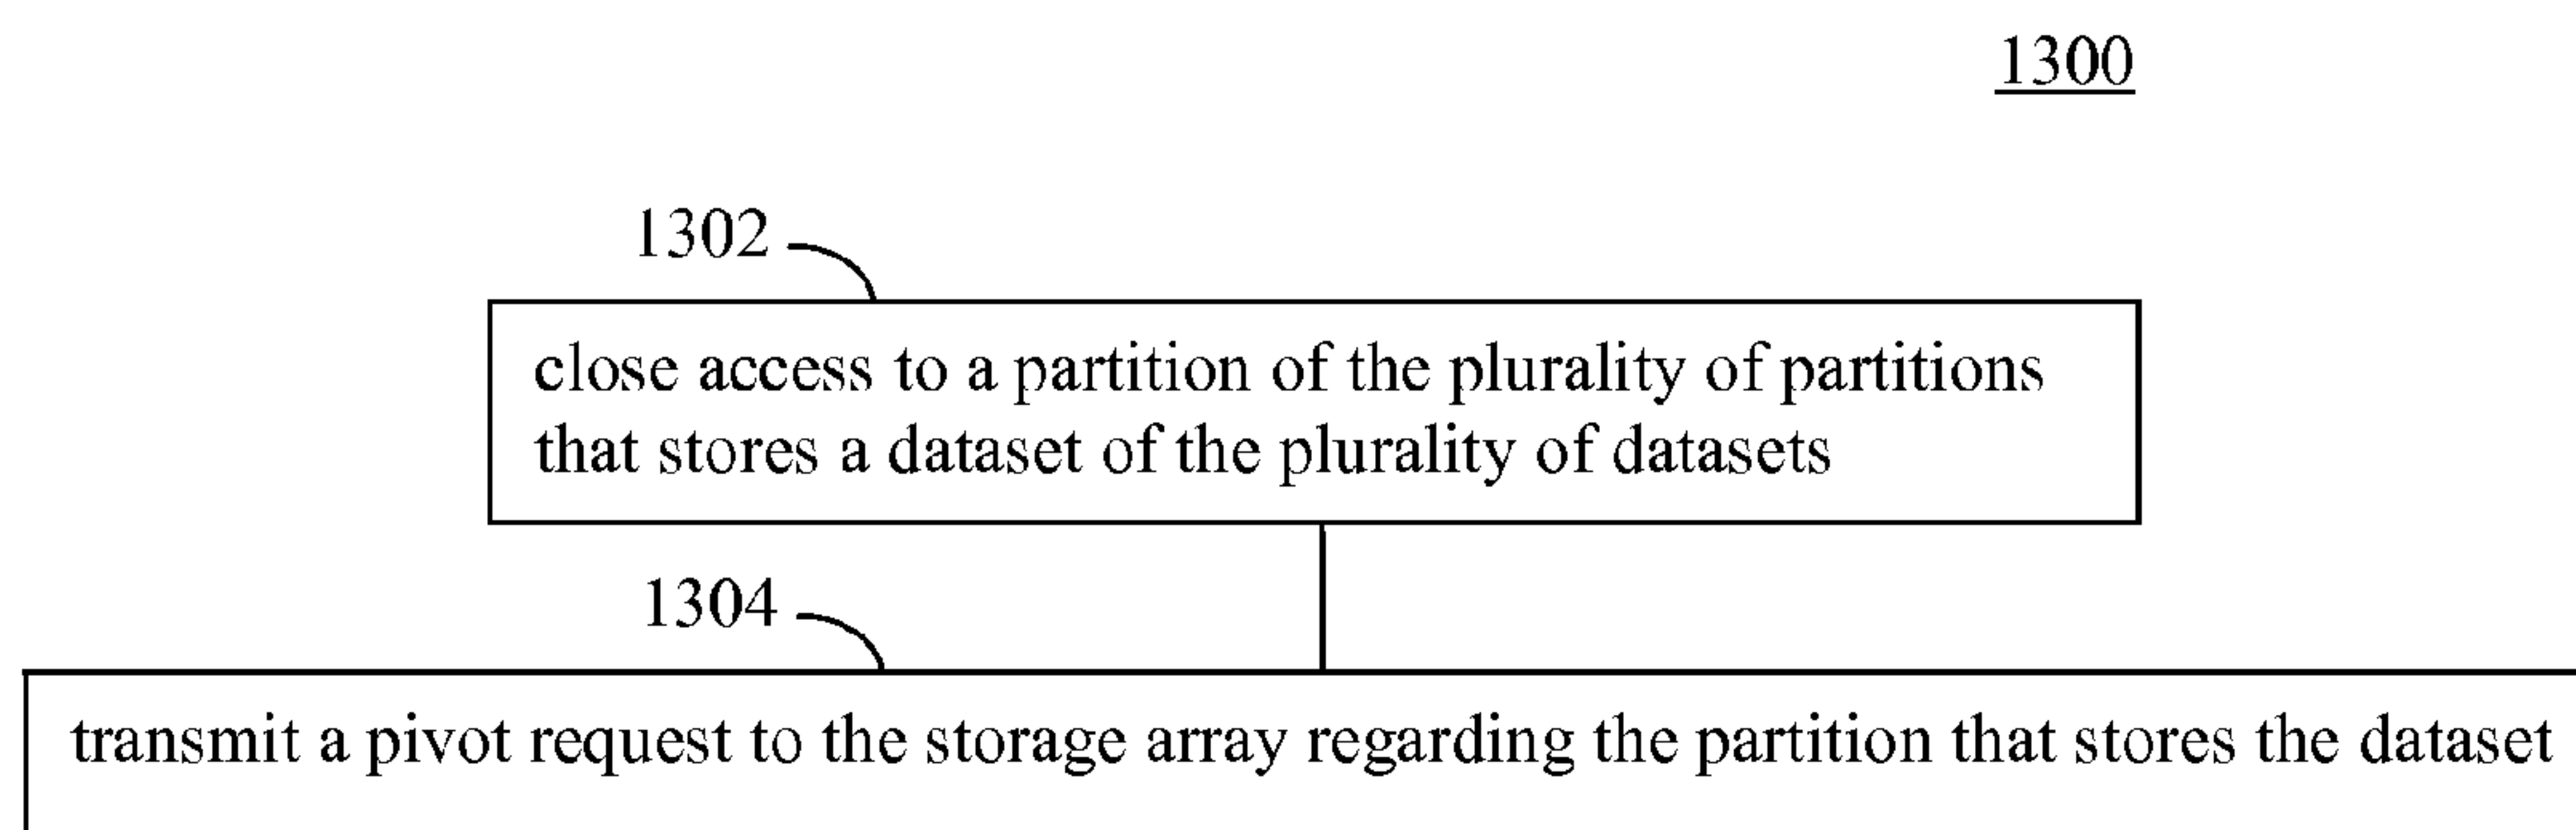 1300
1302
close access to a partition of the plurality of partitions
that stores a dataset of the plurality of datasets
1304
transmit a pivot request to the storage array regarding the partition that stores the dataset